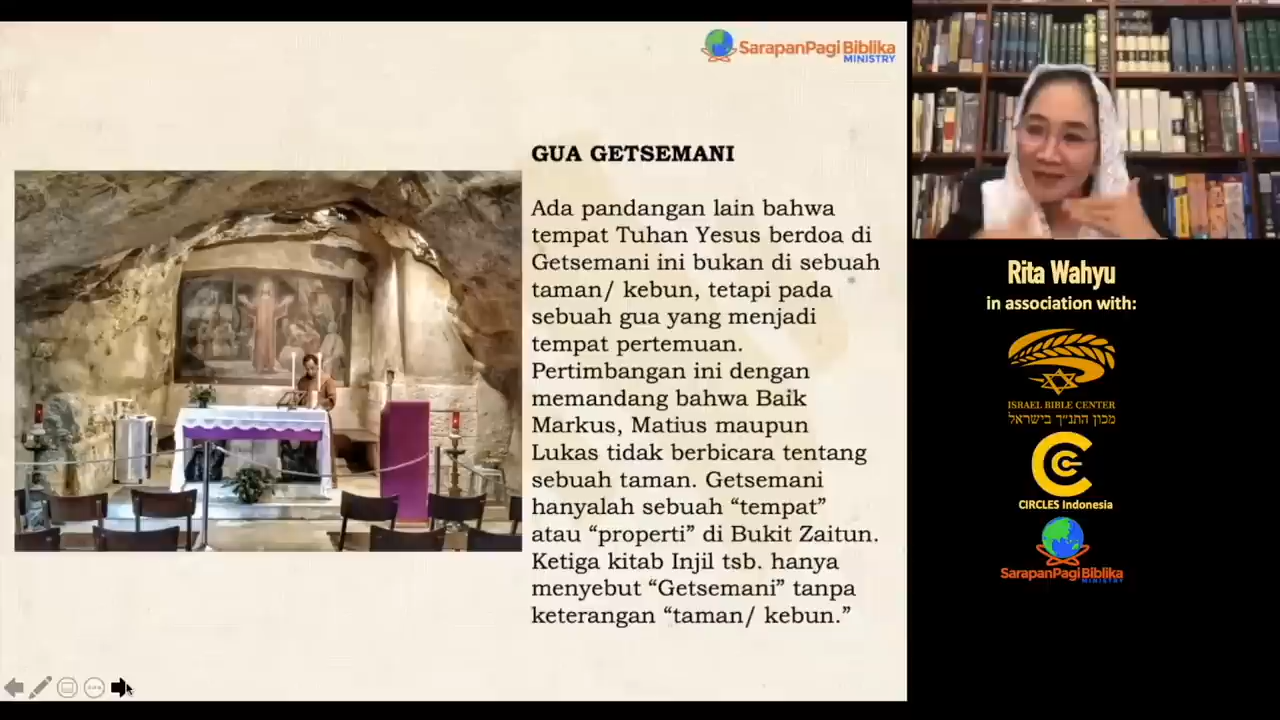 SarapanPagi Biblika
MINISTRY
GUA GETSEMANI
Ada pandangan lain bahwa
tempat Tuhan Yesus berdoa di
Getsemani ini bukan di sebuah
taman/ kebun, tetapi pada
sebuah gua yang menjadi
tempat pertemuan.
Pertimbangan ini dengan
memandang bahwa Baik
Markus, Matius maupun
Lukas tidak berbicara tentang
sebuah taman. Getsemani
hanyalah sebuah “tempat”
atau “properti” di Bukit Zaitun.
Ketiga kitab Injil tsb. hanya
menyebut “Getsemani” tanpa
keterangan “taman/ kebun.”
Rita Wahyu
in association with:
ISRAEL BIBLE CENTER
מכון התנ״ך בישראל
CIRCLES Indonesia
SarapanPagi Biblika
MINISTRY